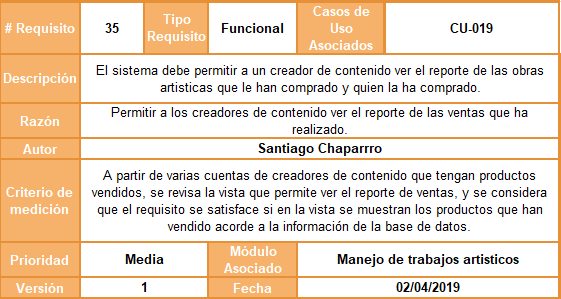 # Requisito 35 Tipo Requisito Funcional Casos de Uso Asociados CU-019
Descripción El sistema debe permitir a un creador de contenido ver el reporte de las obras
artisticas que le han comprado y quien la ha comprado.
Razón Permitir a los creadores de contenido ver el reporte de las ventas que ha
realizado.
Autor Santiago Chaparrro
Criterio de medición A partir de varias cuentas de creadores de contenido que tengan productos
vendidos, se revisa la vista que permite ver el reporte de ventas, y se considera
que el requisito se satisface si en la vista se muestran los productos que han
vendido acorde a la información de la base de datos.
Prioridad Media Módulo Asociado Manejo de trabajos artisticos
Versión 1 Fecha 02/04/2019